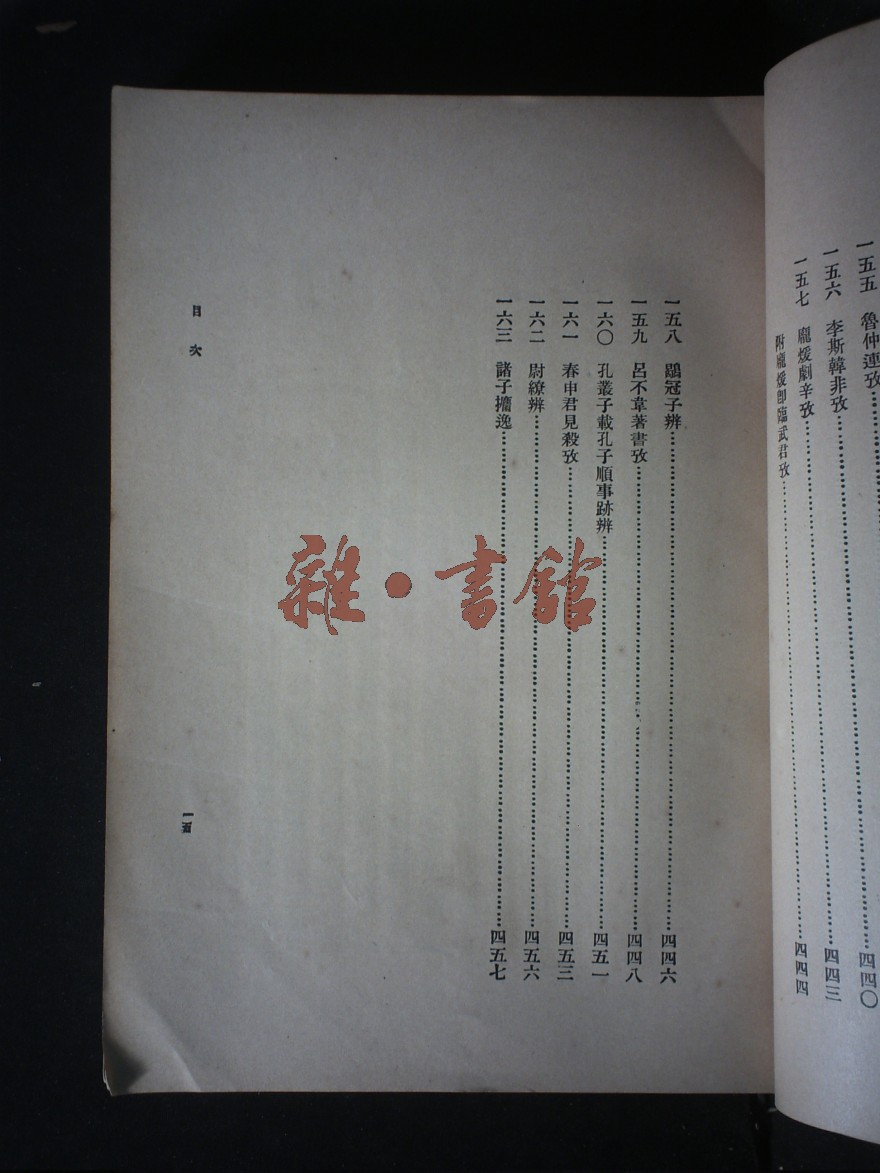 一五五　魯仲連攷……四四〇
一五六　李斯韓非攷……四四三
一五七　龐煖劇辛攷……四四四
附龐煖卽臨武君攷……四四四
一五八　鶡冠子辨……四四六
一五九　呂不韋著書攷……四四八
一六〇　孔叢子載孔子順事跡辨……四五一
一六一　春申君見殺攷……四五三
一六二　尉繚辨……四五六
一六三　諸子攟逸……四五七
目次
雜·書館